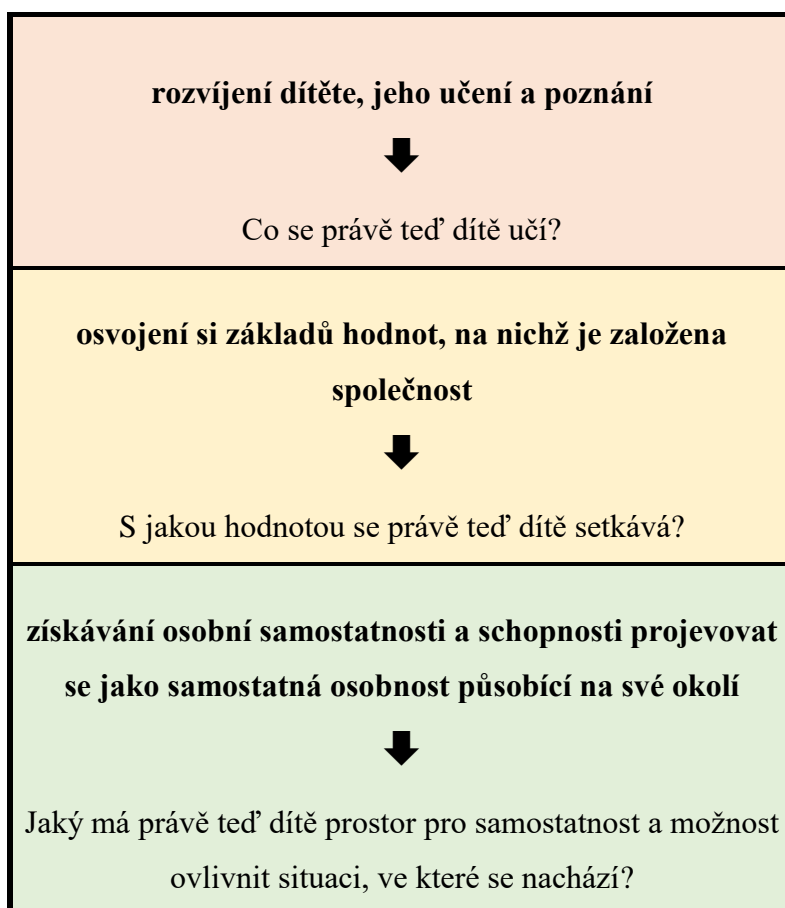 rozvíjení dítěte, jeho učení a poznání
Co se právě teď dítě učí?
osvojení si základů hodnot, na nichž je založena
společnost
S jakou hodnotou se právě teď dítě setkává?
získávání osobní samostatnosti a schopnosti projevovat
se jako samostatná osobnost působící na své okolí
Jaký má právě teď dítě prostor pro samostatnost a možnost
ovlivnit situaci, ve které se nachází?